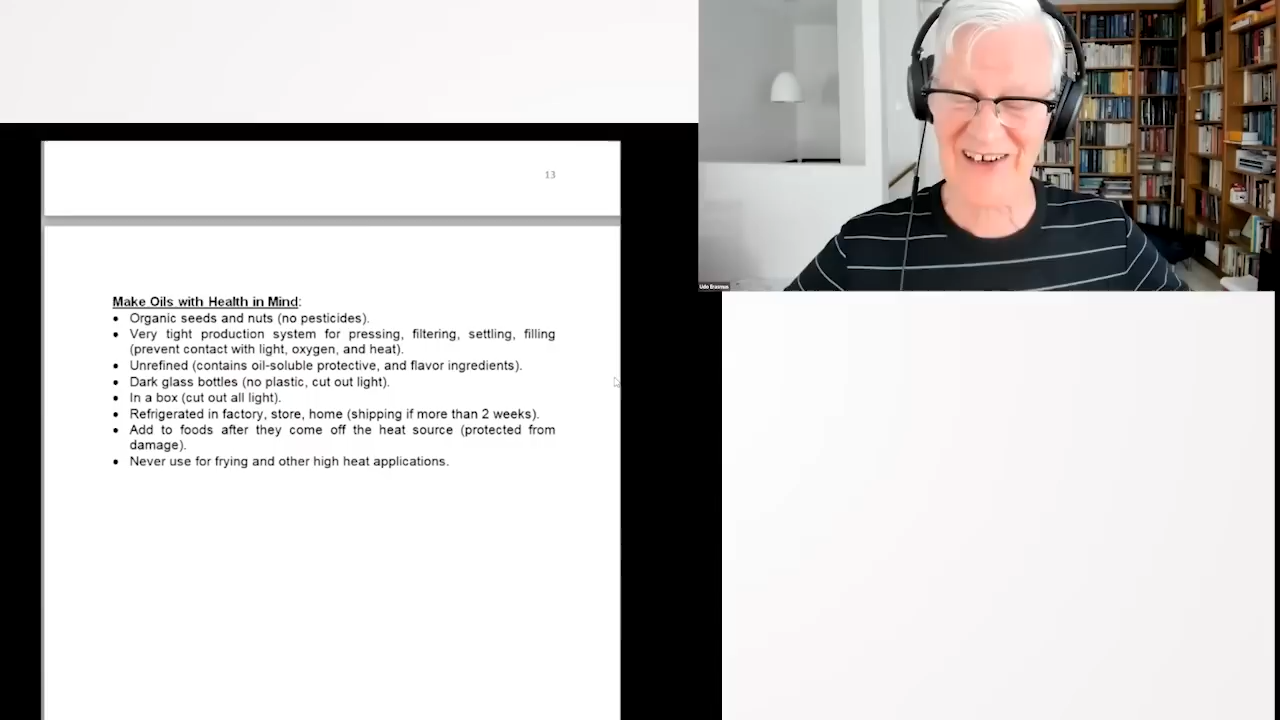 13
Make Oils with Health in Mind:
• Organic seeds and nuts (no pesticides).
• Very tight production system for pressing, filtering, settling, filling
(prevent contact with light, oxygen, and heat).
• Unrefined (contains oil-soluble protective, and flavor ingredients).
• Dark glass bottles (no plastic, cut out light).
• In a box (cut out all light).
• Refrigerated in factory, store, home (shipping if more than 2 weeks).
• Add to foods after they come off the heat source (protected from
damage).
• Never use for frying and other high heat applications.
Udo Erasmus